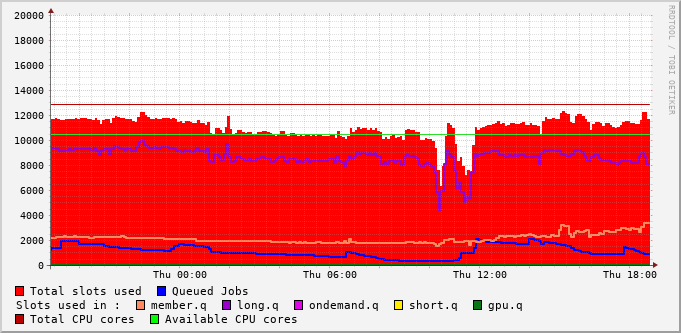 20000
18000
16000
14000
12000
10000
8000
6000
4000
2000
0
Thu 00:00 Thu 06:00 Thu 12:00 Thu 18:00
RRDTOOL / TOBI OETIKER
Total slots used Queued Jobs
Slots used in : member.q long.q ondemand.q short.q gpu.q
Total CPU cores Available CPU cores